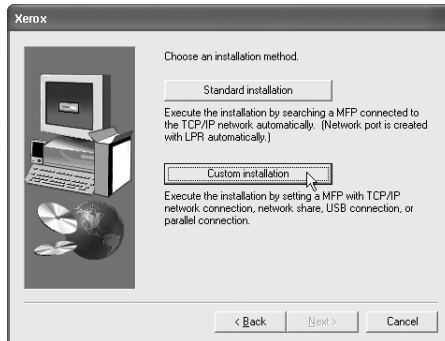 Xerox
Choose an installation method.
Standard installation
Execute the installation by searching a MFP connected to
the TCP/IP network automatically. (Network port is created
with LPR automatically.)
Custom installation
Execute the installation by setting a MFP with TCP/IP
network connection, network share, USB connection, or
parallel connection.
< Back Next > Cancel